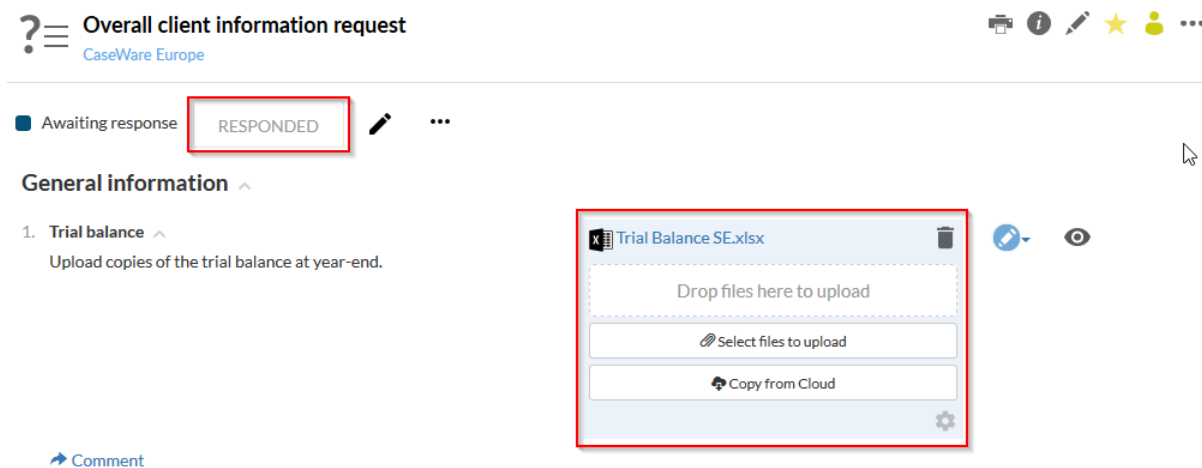 Overall client information request
CaseWare Europe
Awaiting response
RESPONDED
General information
1. Trial balance
Upload copies of the trial balance at year-end.
Trial Balance SE.xlsx
Drop files here to upload
Select files to upload
Copy from Cloud
Comment